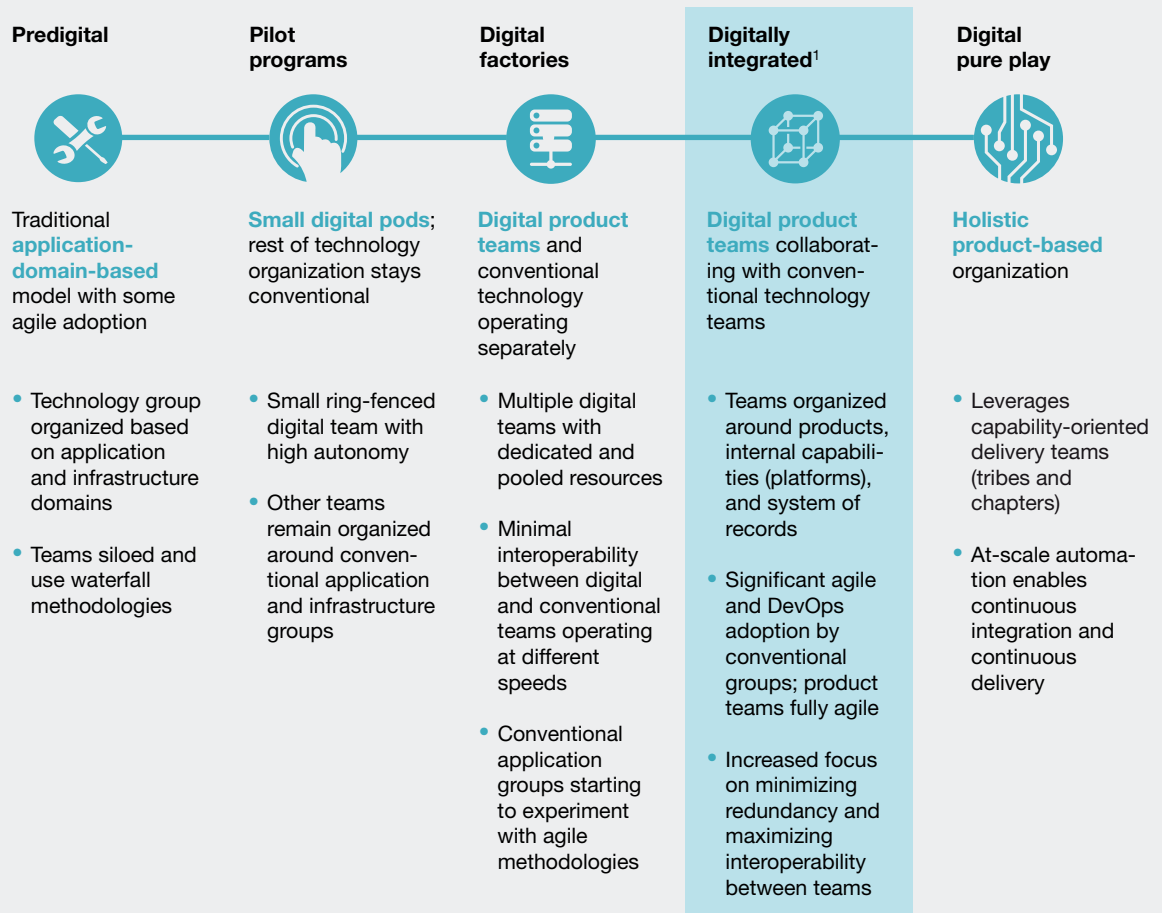 Predigital
Pilot
programs
Digital
factories
Digitally
integrated¹
Digital
pure play
Traditional
application-
domain-based
model with some
agile adoption
Small digital pods;
rest of technology
organization stays
conventional
Digital product
teams and
conventional
technology
operating
separately
Digital product
teams collaborat-
ing with conven-
tional technology
teams
Holistic
product-based
organization
• Technology group
organized based
on application
and infrastructure
domains
• Teams siloed and
use waterfall
methodologies
• Small ring-fenced
digital team with
high autonomy
• Other teams
remain organized
around conven-
tional application
and infrastructure
groups
• Multiple digital
teams with
dedicated and
pooled resources
• Minimal
interoperability
between digital
and conventional
teams operating
at different
speeds
• Conventional
application
groups starting
to experiment
with agile
methodologies
• Teams organized
around products,
internal capabili-
ties (platforms),
and system of
records
• Significant agile
and DevOps
adoption by
conventional
groups; product
teams fully agile
• Increased focus
on minimizing
redundancy and
maximizing
interoperability
between teams
• Leverages
capability-oriented
delivery teams
(tribes and
chapters)
• At-scale automa-
tion enables
continuous
integration and
continuous
delivery